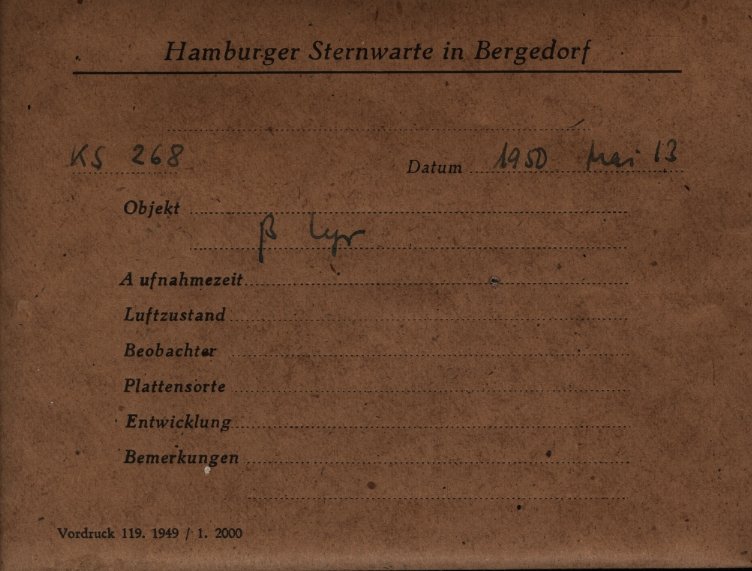 Hamburger Sternwarte in Bergedorf
KS 268 Datum 1950 Mai 13
Objekt
β Lyr
Aufnahmezeit
Luftzustand
Beobachter
Plattensorte
Entwicklung
Bemerkungen
Vordruck 119. 1949 / 1. 2000